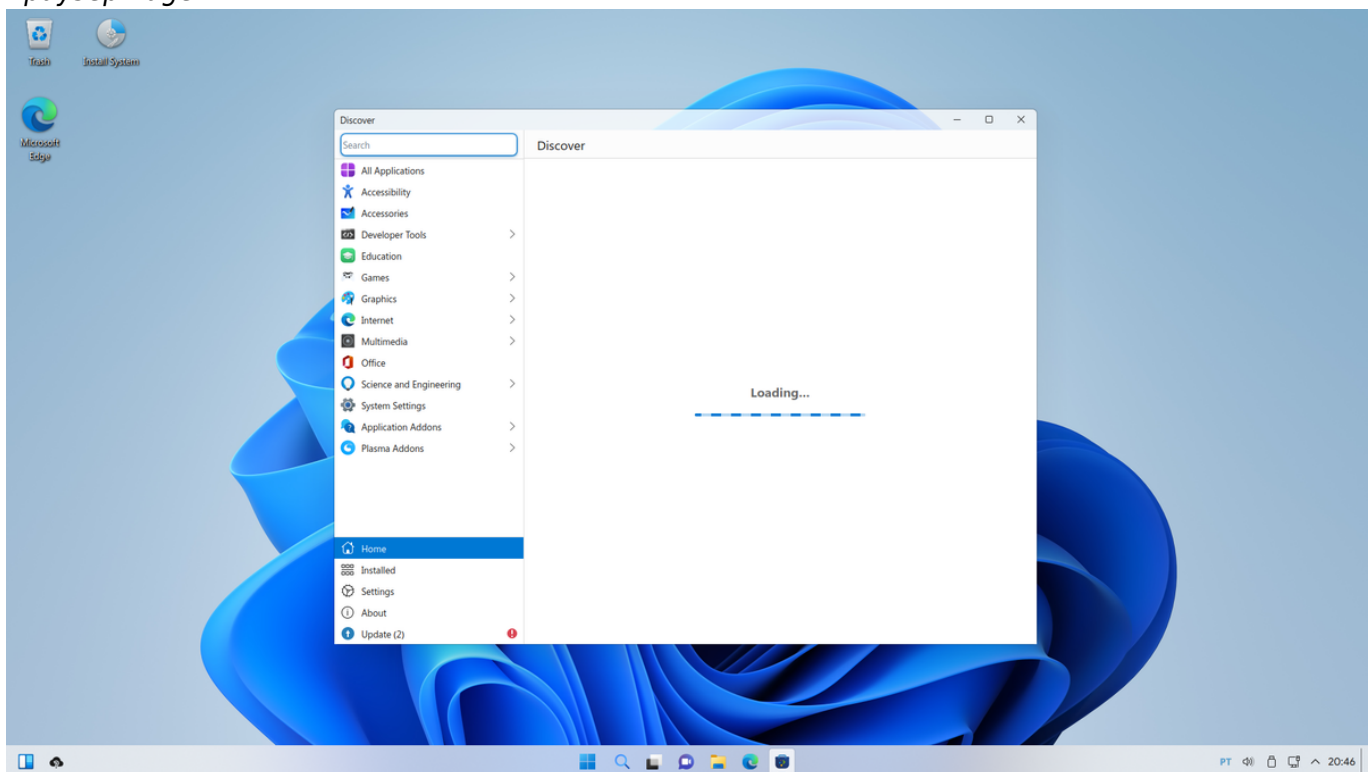 Trash
Install System
Microsoft
Edge
Discover
Search
Discover
All Applications
Accessibility
Accessories
Developer Tools
Education
Games
Graphics
Internet
Multimedia
Office
Science and Engineering
System Settings
Application Addons
Plasma Addons
Loading...
Home
Installed
Settings
About
Update (2)
PT
20:46